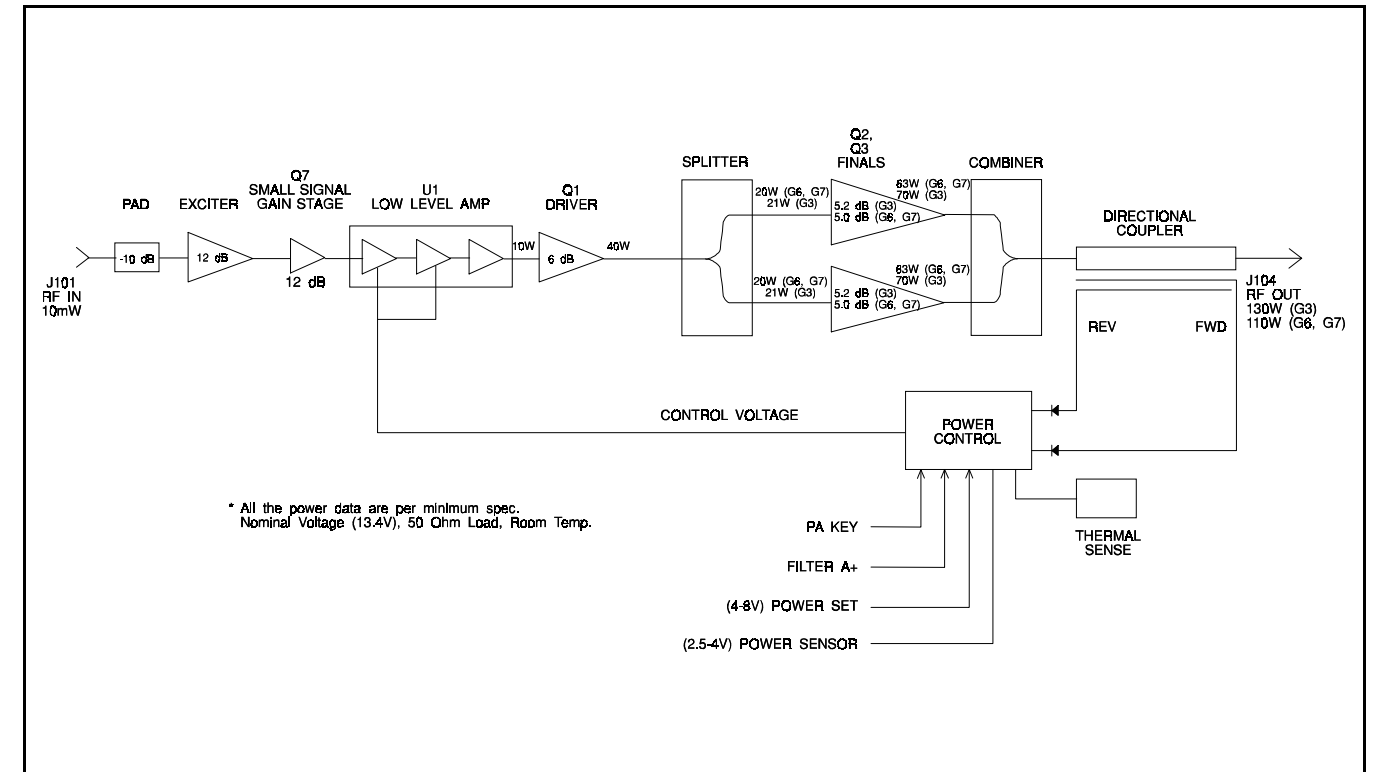 Q2,
Q3
FINALS
SPLITTER
COMBINER
Q7
SMALL SIGNAL
GAIN STAGE
U1
LOW LEVEL AMP
Q1
DRIVER
PAD
EXCITER
20W (G6, G7)
21W (G3)
63W (G6, G7)
70W (G3)
5.2 dB (G3)
5.0 dB (G6, G7)
DIRECTIONAL
COUPLER
-10 dB
12 dB
12 dB
10W
6 dB
40W
J101
RF IN
10mW
20W (G6, G7)
21W (G3)
63W (G6, G7)
70W (G3)
5.2 dB (G3)
5.0 dB (G6, G7)
J104
RF OUT
130W (G3)
110W (G6, G7)
REV
FWD
CONTROL VOLTAGE
POWER
CONTROL
* All the power data are per minimum spec.
Nominal Voltage (13.4V), 50 Ohm Load, Room Temp.
THERMAL
SENSE
PA KEY
FILTER A+
(4-8V) POWER SET
(2.5-4V) POWER SENSOR